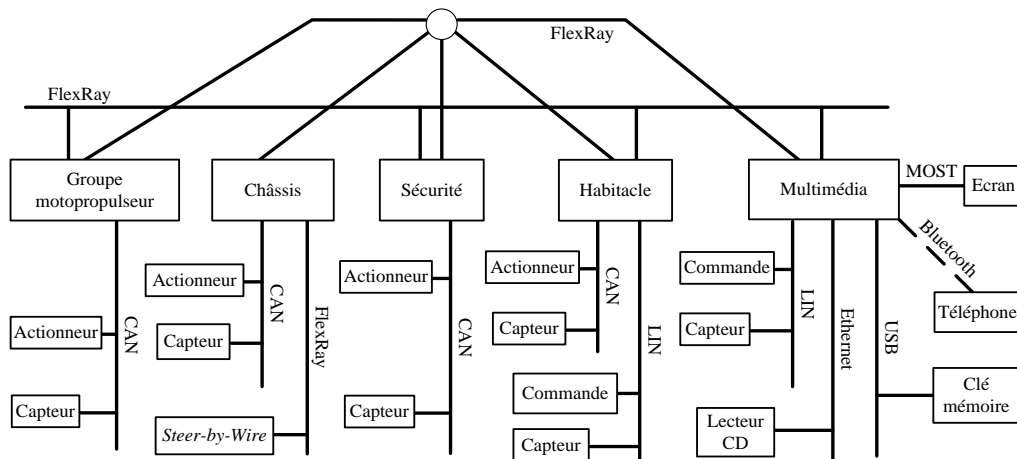 FlexRay
FlexRay
Groupe
motopropulseur
Châssis
Sécurité
Habitacle
Multimédia
MOST
Ecran
Bluetooth
Téléphone
Actionneur
Capteur
CAN
Actionneur
Capteur
CAN
Steer-by-Wire
FlexRay
Actionneur
Capteur
CAN
Actionneur
Capteur
CAN
Commande
Capteur
LIN
Commande
Capteur
LIN
Lecteur
CD
Ethernet
USB
Clé
mémoire